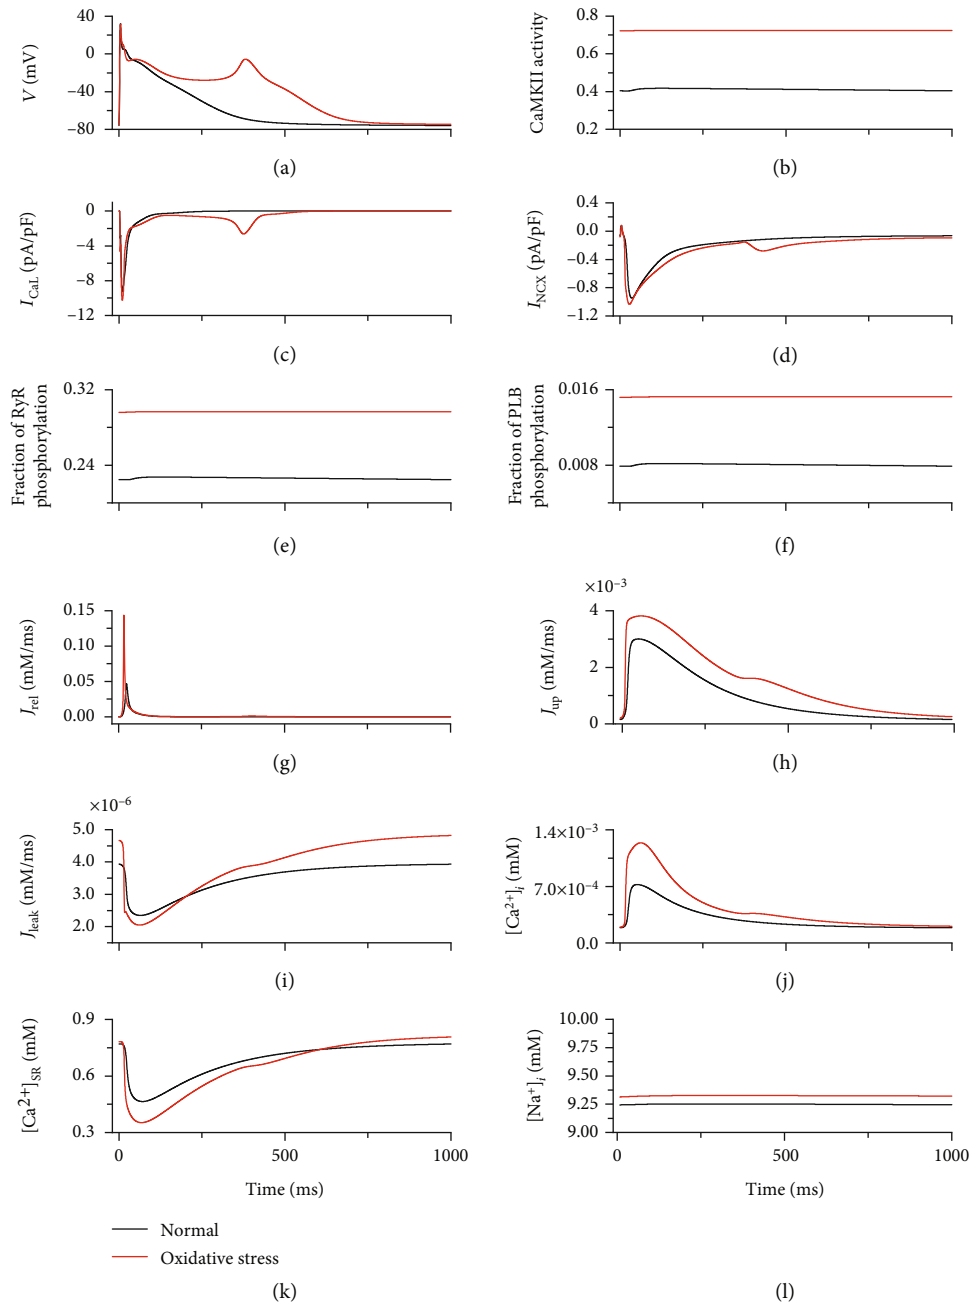 V (mV)
40
0
−40
−80
(a)
CaMKII activity
0.8
0.6
0.4
0.2
(b)
I_CaL (pA/pF)
0
−4
−8
−12
(c)
I_NCX (pA/pF)
0.4
0.0
−0.4
−0.8
−1.2
(d)
Fraction of RyR
phosphorylation
0.32
0.24
(e)
Fraction of PLB
phosphorylation
0.016
0.008
(f)
J_rel (mM/ms)
0.15
0.10
0.05
0.00
(g)
×10⁻³
J_up (mM/ms)
4
2
0
(h)
×10⁻⁶
J_leak (mM/ms)
5.0
4.0
3.0
2.0
(i)
[Ca²⁺]_i (mM)
1.4×10⁻³
7.0×10⁻⁴
0.0
(j)
[Ca²⁺]_SR (mM)
0.9
0.6
0.3
0 500 1000
Time (ms)
Normal
Oxidative stress
(k)
[Na⁺]_i (mM)
10.00
9.75
9.50
9.25
9.00
0 500 1000
Time (ms)
(l)